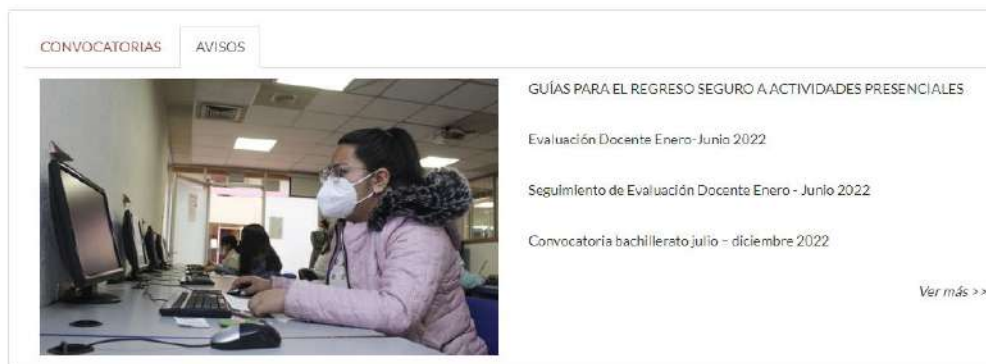 CONVOCATORIAS
AVISOS
GUÍAS PARA EL REGRESO SEGURO A ACTIVIDADES PRESENCIALES
Evaluación Docente Enero-Junio 2022
Seguimiento de Evaluación Docente Enero - Junio 2022
Convocatoria bachillerato julio – diciembre 2022
Ver más >>